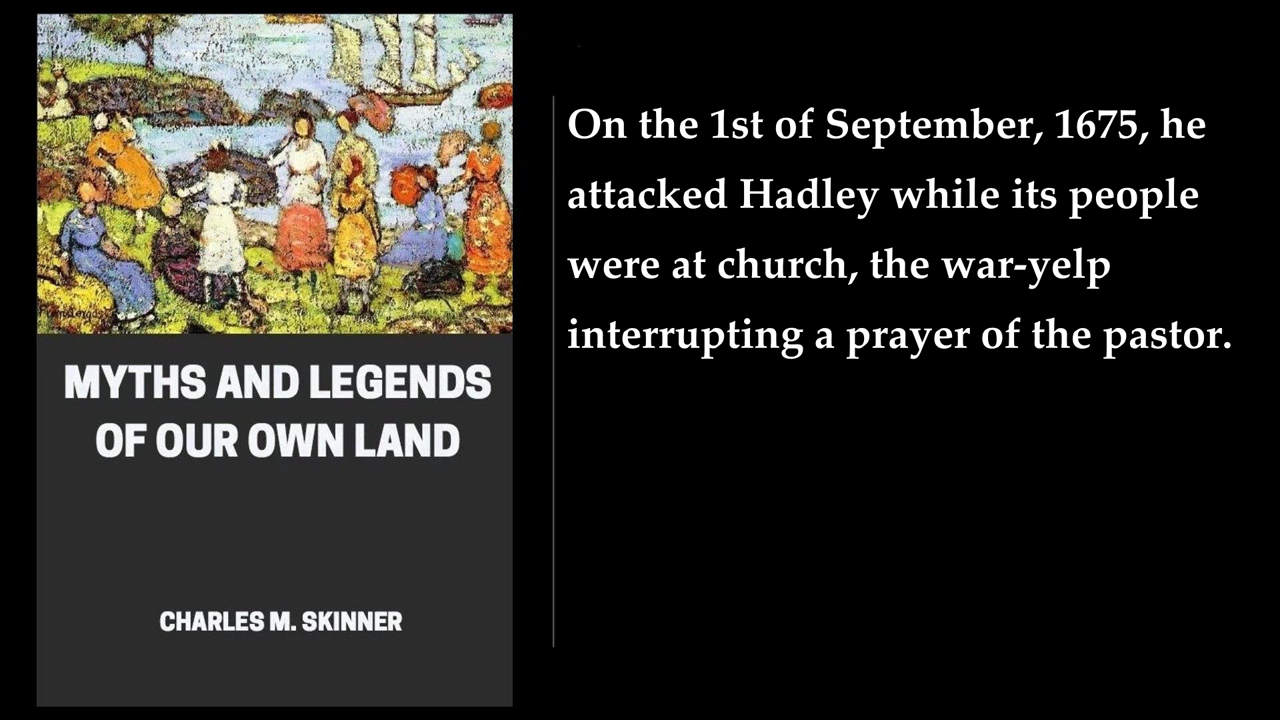 MYTHS AND LEGENDS
OF OUR OWN LAND
CHARLES M. SKINNER
On the 1st of September, 1675, he
attacked Hadley while its people
were at church, the war-yelp
interrupting a prayer of the pastor.